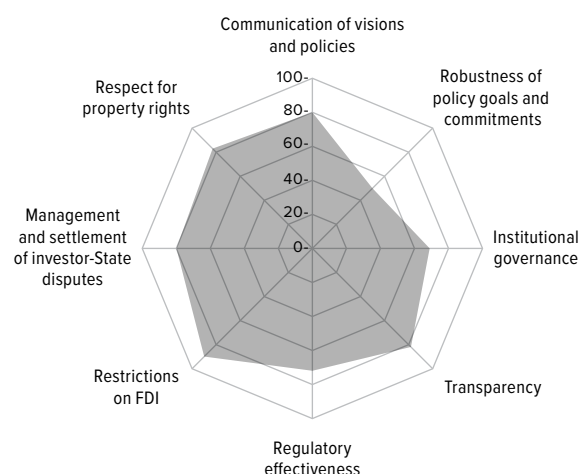 Communication of visions
and policies
Robustness of
policy goals and
commitments
Institutional
governance
Transparency
Regulatory
effectiveness
Restrictions
on FDI
Management
and settlement
of investor-State
disputes
Respect for
property rights
100-
80-
60-
40-
20-
0-